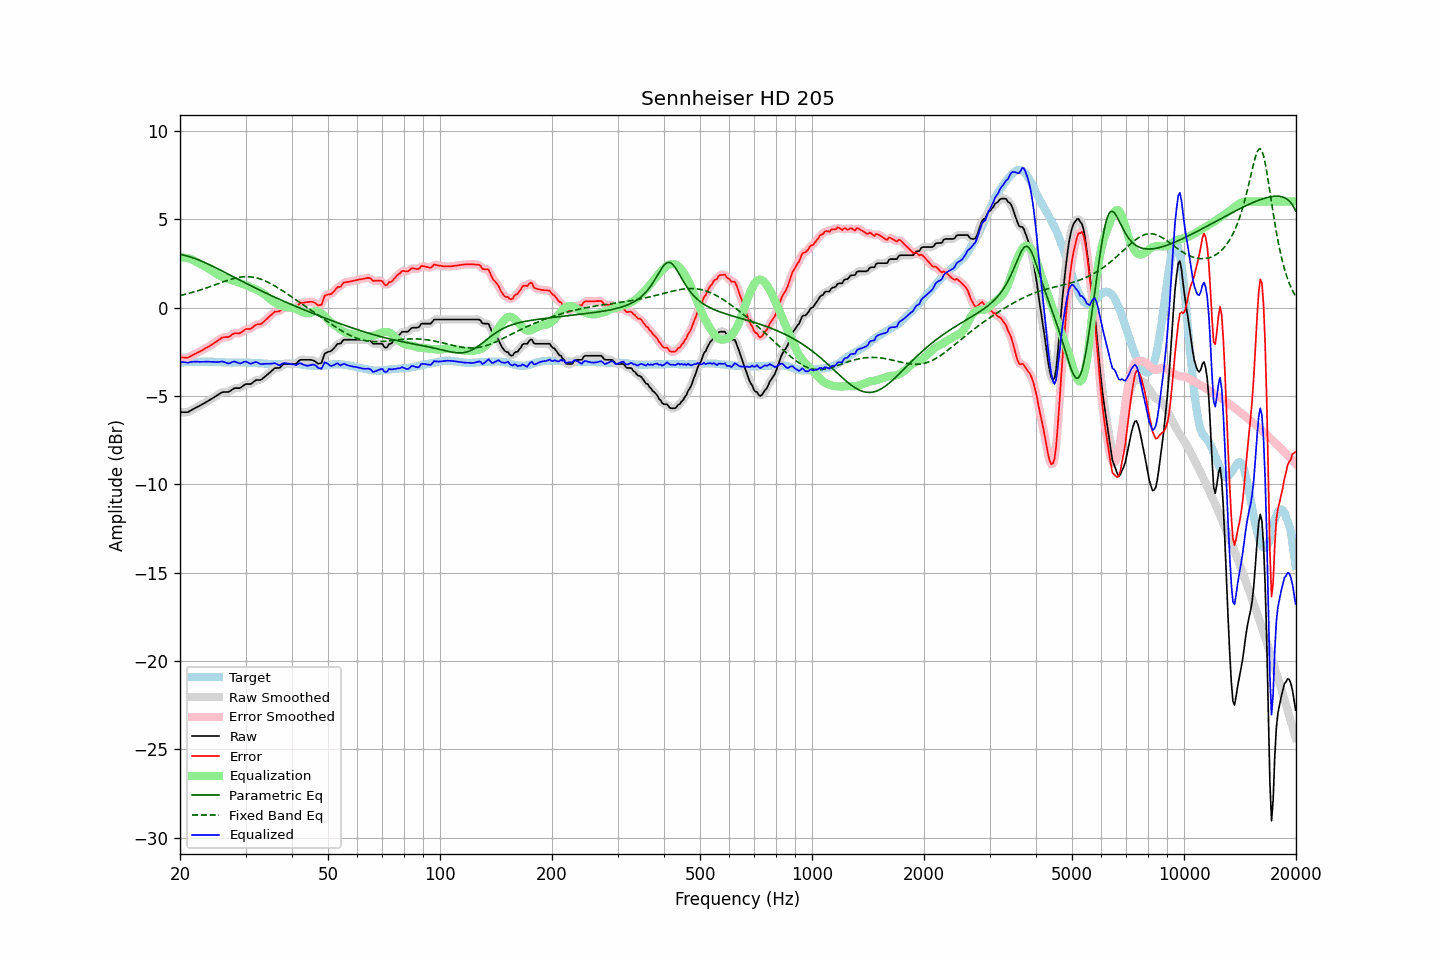 Sennheiser HD 205
10
5
0
−5
−10
−15
−20
−25
−30
Amplitude (dBr)
Target
Raw Smoothed
Error Smoothed
Raw
Error
Equalization
Parametric Eq
Fixed Band Eq
Equalized
20 50 100 200 500 1000 2000 5000 10000 20000
Frequency (Hz)